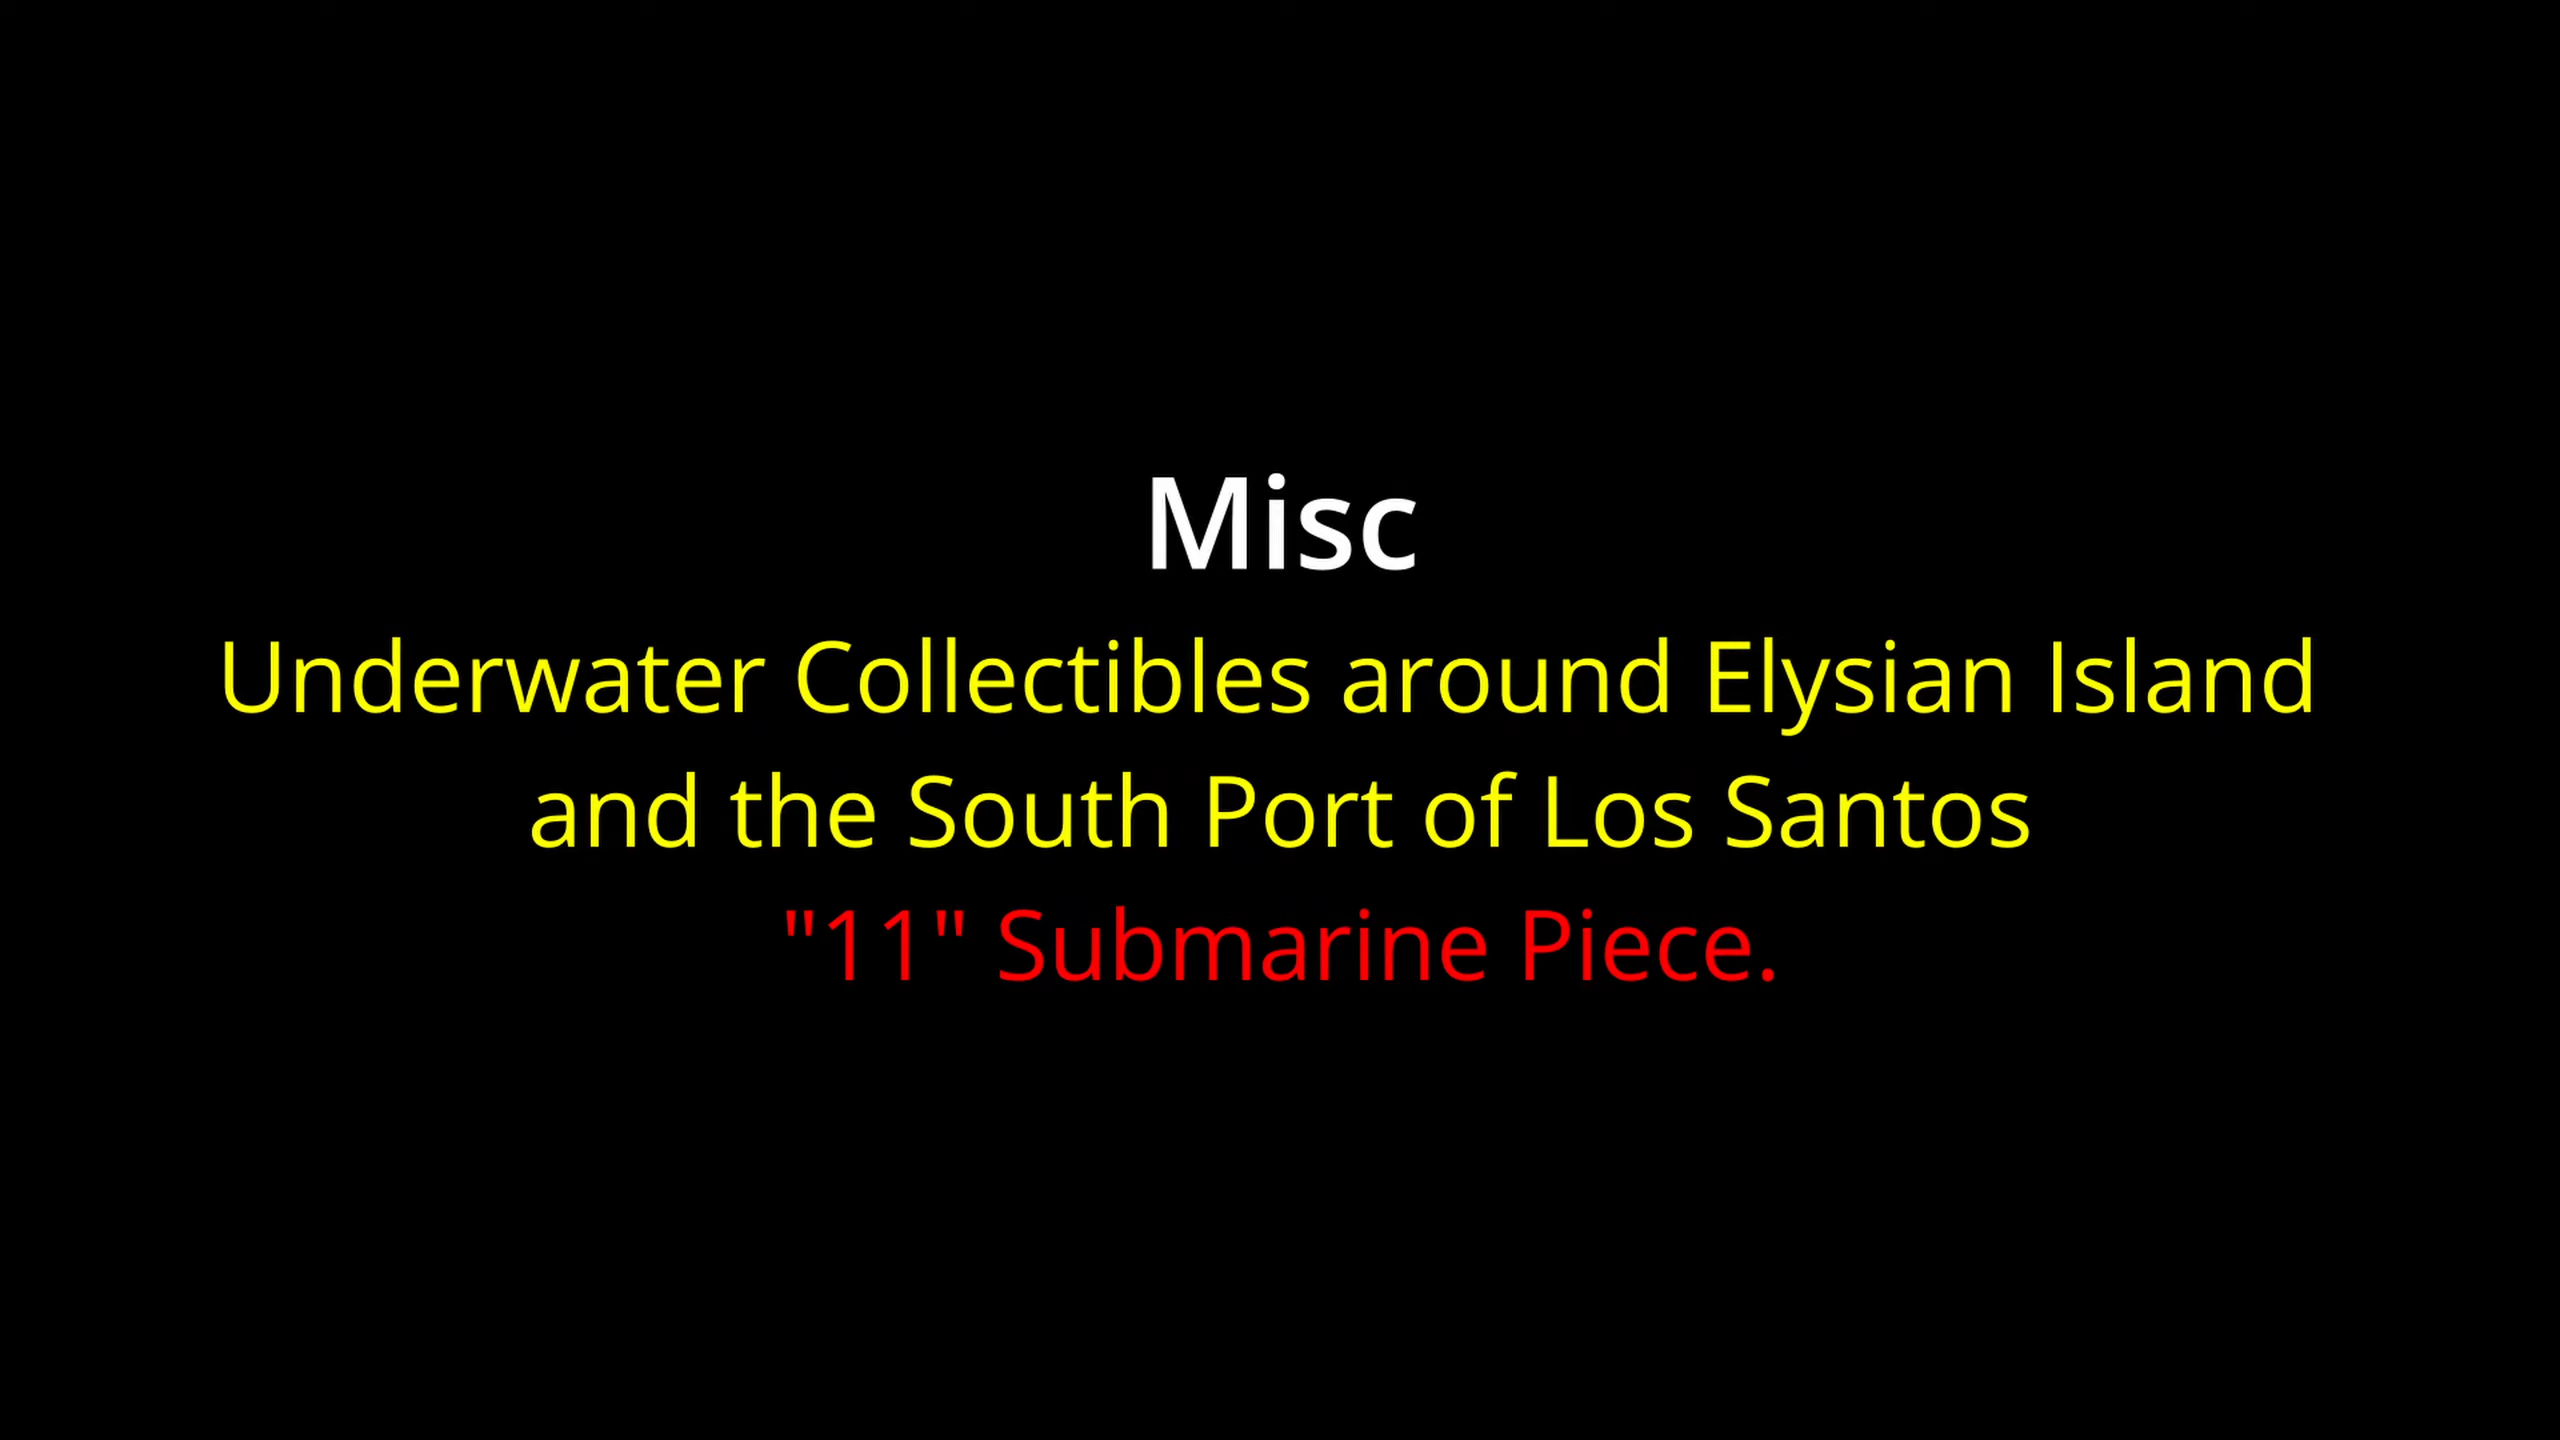 Misc
Underwater Collectibles around Elysian Island
and the South Port of Los Santos
"11" Submarine Piece.